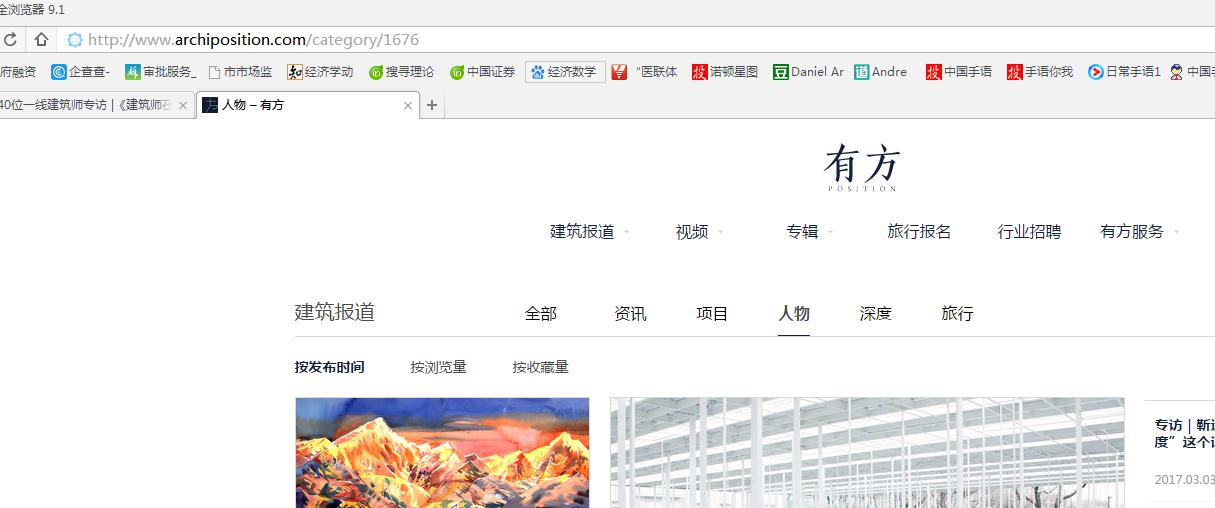 全浏览器 9.1
http://www.archiposition.com/category/1676
府融资 企查查- 审批服务_ 市市场监 经济学动 搜寻理论 中国证券 经济数学 “医联体 诺顿星图 Daniel Ar Andre 中国手语 手语你我 日常手语1 中国手
40位一线建筑师专访 |《建筑师在 人物 – 有方
有方
POSITION
建筑报道 视频 专辑 旅行报名 行业招聘 有方服务
建筑报道 全部 资讯 项目 人物 深度 旅行
按发布时间 按浏览量 按收藏量
专访 | 靳远
度”这个讠
2017.03.03